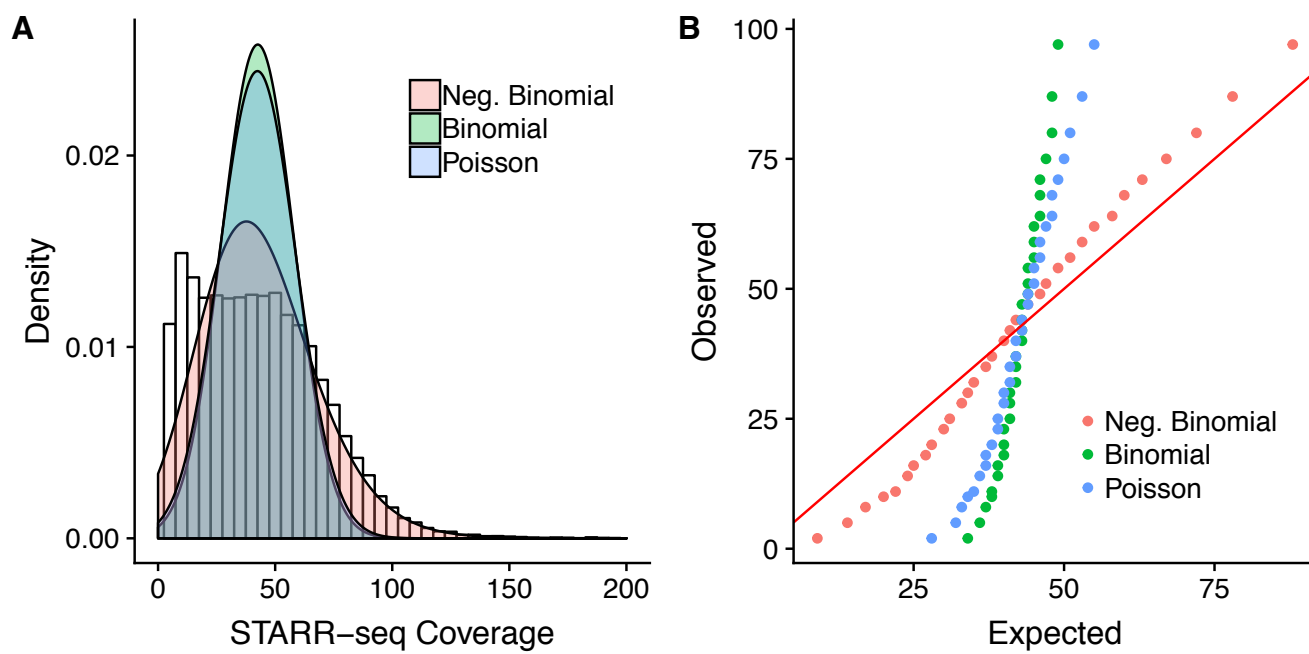 A
Density
0.02
0.01
0.00
Neg. Binomial
Binomial
Poisson
0
50
100
150
200
STARR−seq Coverage
B
Observed
100
75
50
25
0
Neg. Binomial
Binomial
Poisson
25
50
75
Expected